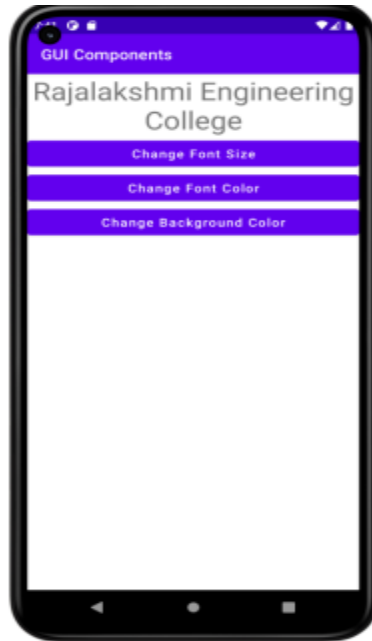 GUI Components
Rajalakshmi Engineering
College
Change Font Size
Change Font Color
Change Background Color